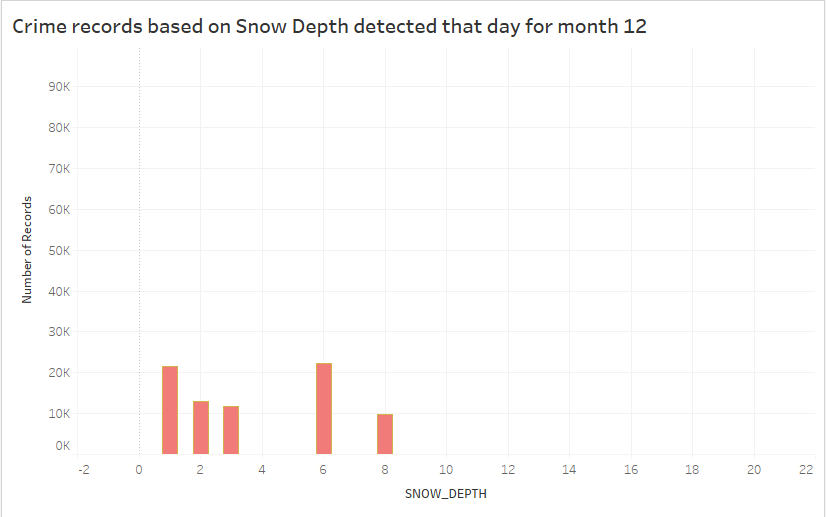 Crime records based on Snow Depth detected that day for month 12
90K
80K
70K
60K
50K
40K
30K
20K
10K
0K
Number of Records
-2 0 2 4 6 8 10 12 14 16 18 20 22
SNOW_DEPTH